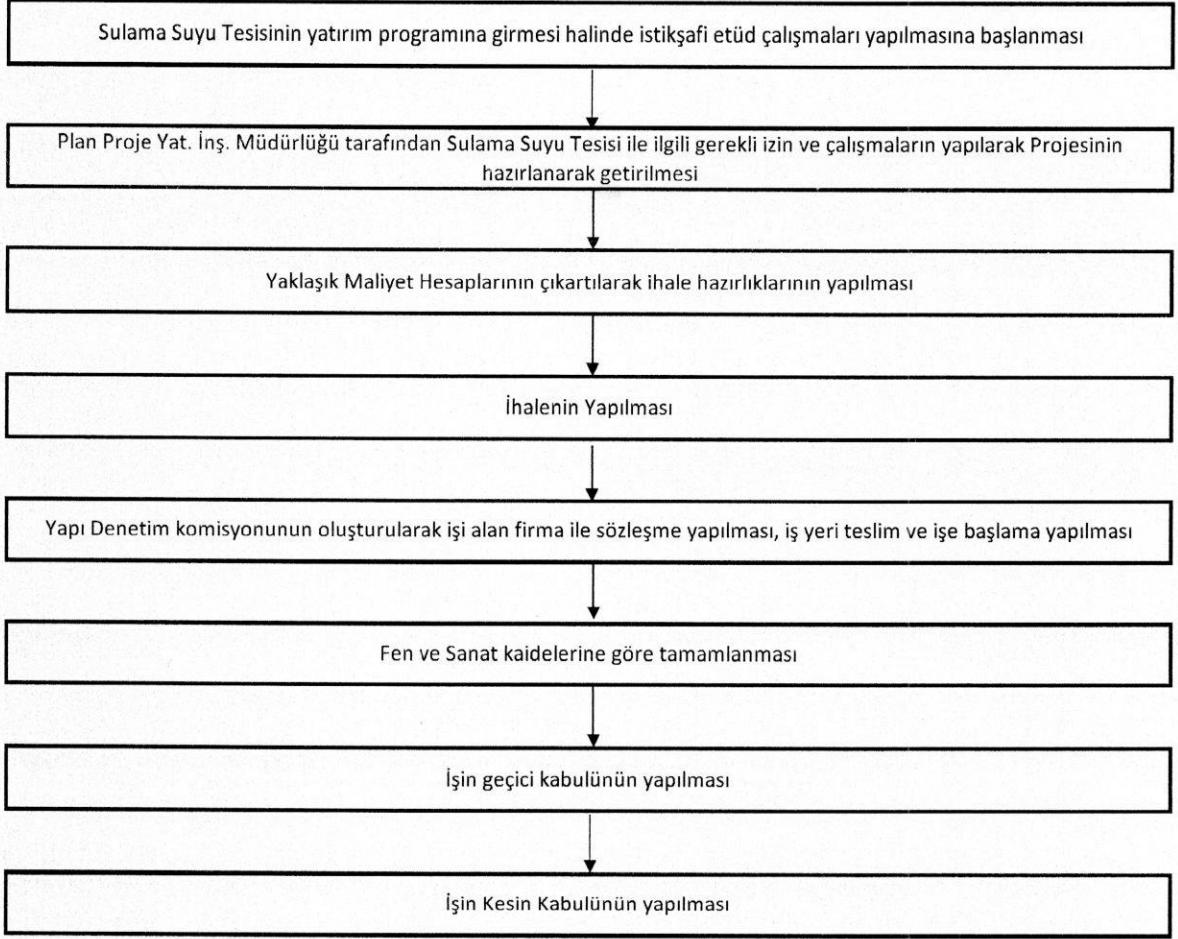 Sulama Suyu Tesisinin yatırım programına girmesi halinde istikşafi etüd çalışmaları yapılmasına başlanması
Plan Proje Yat. İnş. Müdürlüğü tarafından Sulama Suyu Tesisi ile ilgili gerekli izin ve çalışmaların yapılarak Projesinin
hazırlanarak getirilmesi
Yaklaşık Maliyet Hesaplarının çıkartılarak ihale hazırlıklarının yapılması
İhalenin Yapılması
Yapı Denetim komisyonunun oluşturularak işi alan firma ile sözleşme yapılması, iş yeri teslim ve işe başlama yapılması
Fen ve Sanat kaidelerine göre tamamlanması
İşin geçici kabulünün yapılması
İşin Kesin Kabulünün yapılması